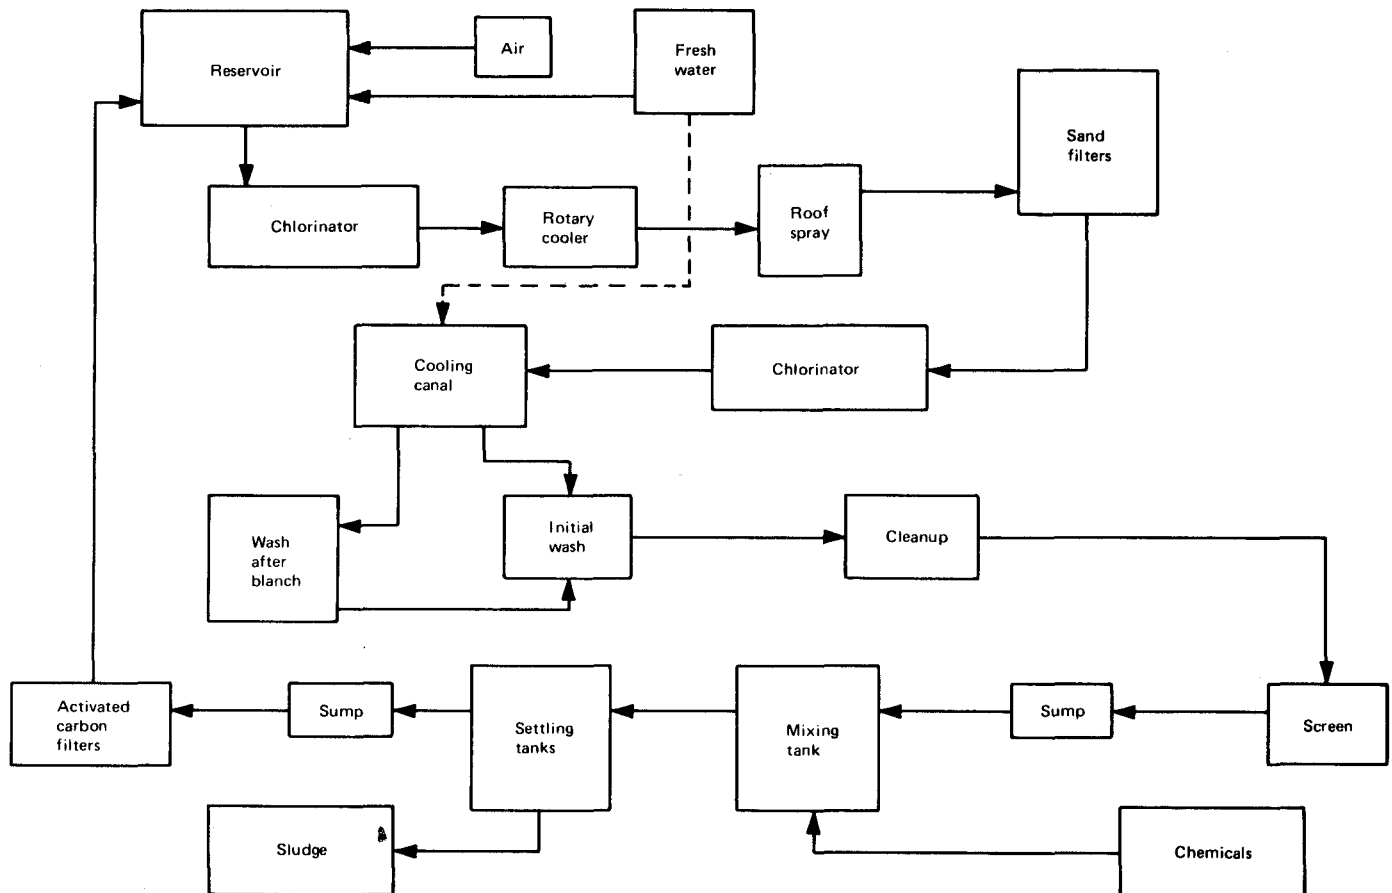 Reservoir
Air
Fresh
water
Sand
filters
Chlorinator
Rotary
cooler
Roof
spray
Cooling
canal
Chlorinator
Wash
after
blanch
Initial
wash
Cleanup
Activated
carbon
filters
Sump
Settling
tanks
Mixing
tank
Sump
Screen
Sludge
Chemicals